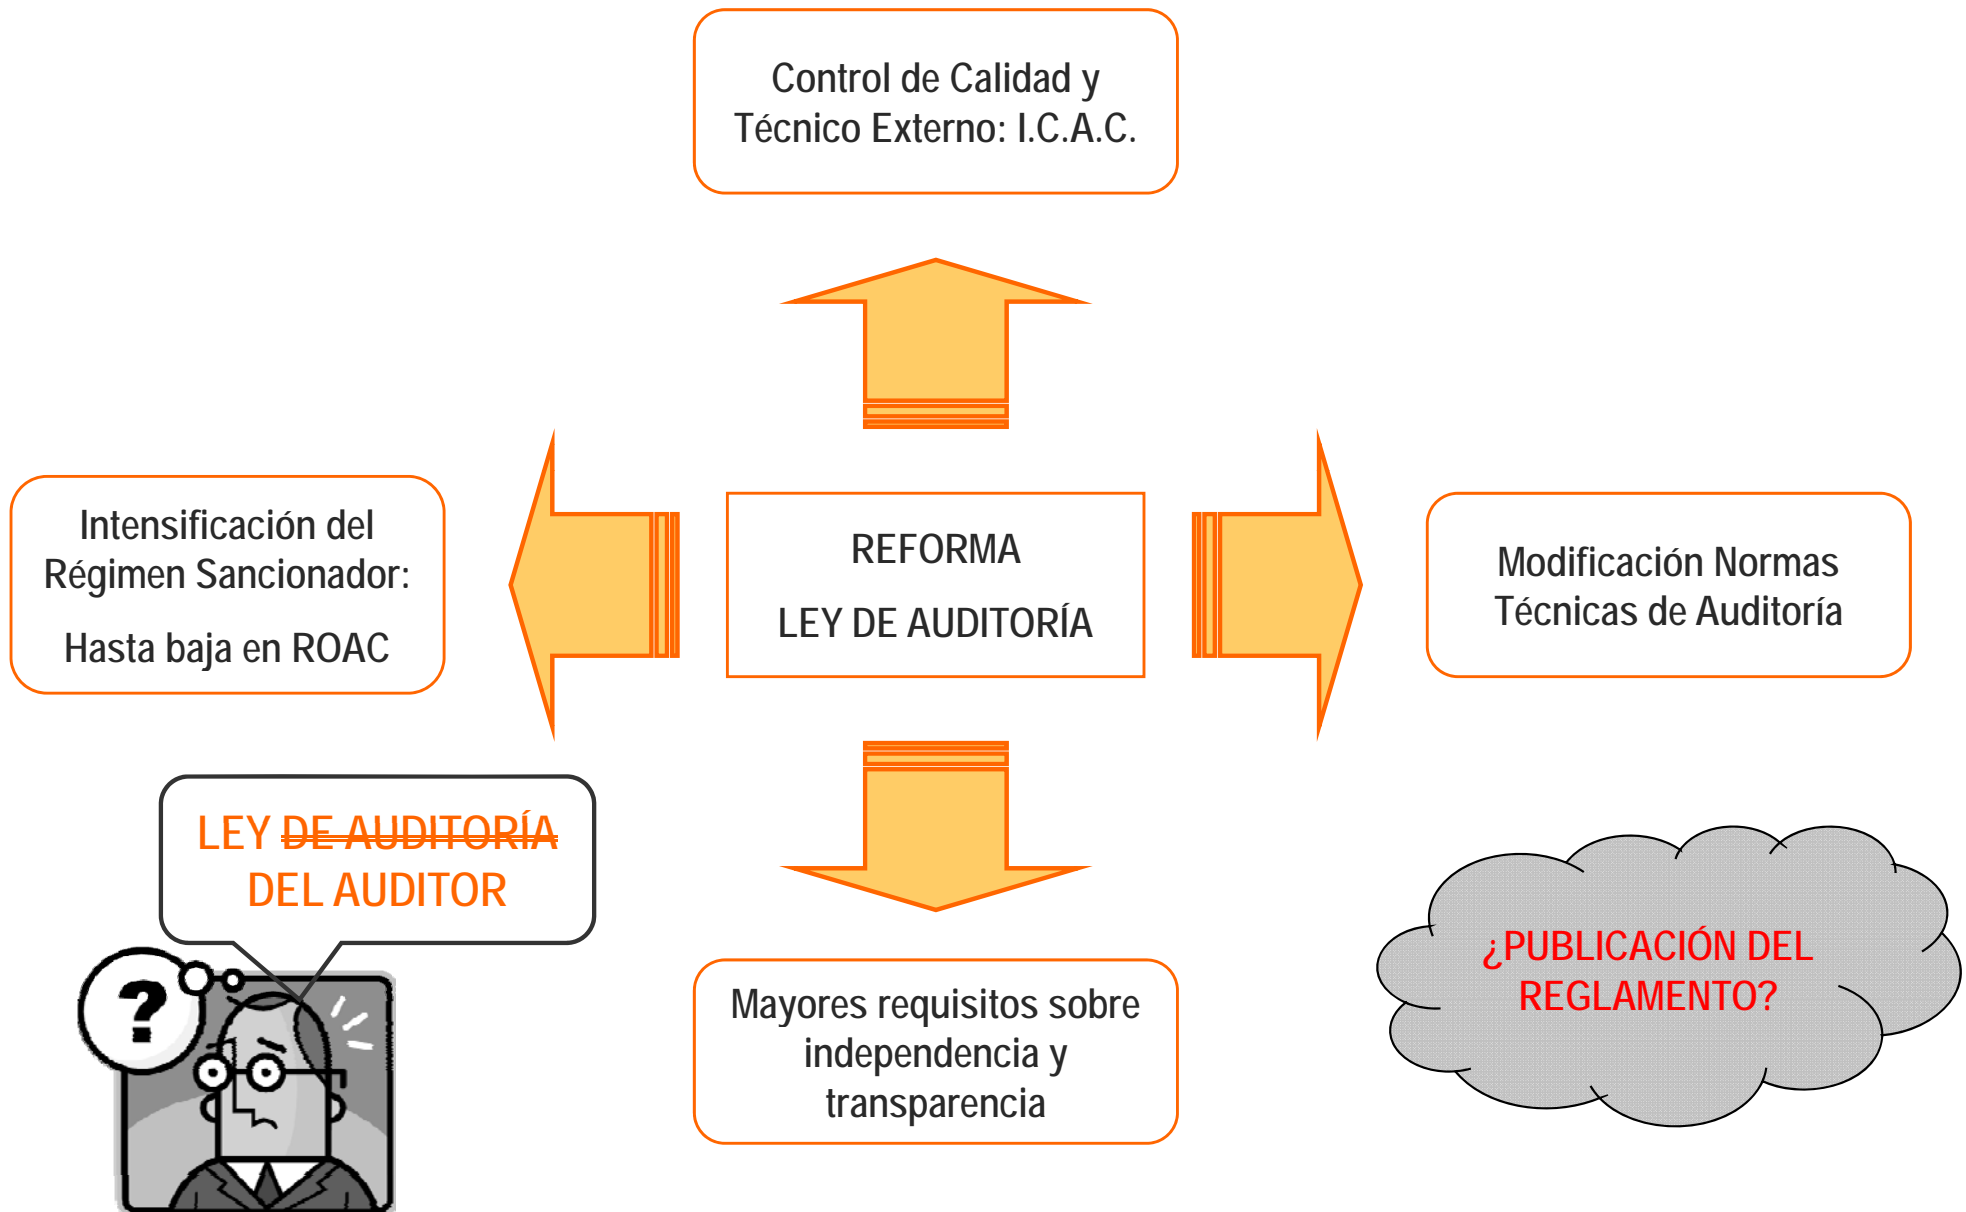 Control de Calidad y
Técnico Externo: I.C.A.C.
Intensificación del
Régimen Sancionador:
Hasta baja en ROAC
REFORMA
LEY DE AUDITORÍA
Modificación Normas
Técnicas de Auditoría
LEY DE AUDITORÍA
DEL AUDITOR
?
Mayores requisitos sobre
independencia y
transparencia
¿PUBLICACIÓN DEL
REGLAMENTO?